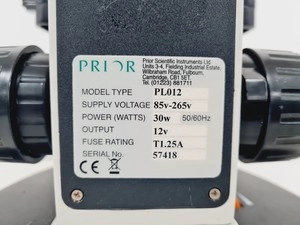 PRIOR
Prior Scientific Instruments Ltd
Units 3-4, Fielding Industrial Estate,
Wilbraham Road, Fulbourn,
Cambridge, CB1 5ET.
Tel. (01223) 881711
MODEL TYPE PL012
SUPPLY VOLTAGE 85v-265v
POWER (WATTS) 30w 50/60Hz
OUTPUT 12v
FUSE RATING T1.25A
SERIAL NO. 57418
CE